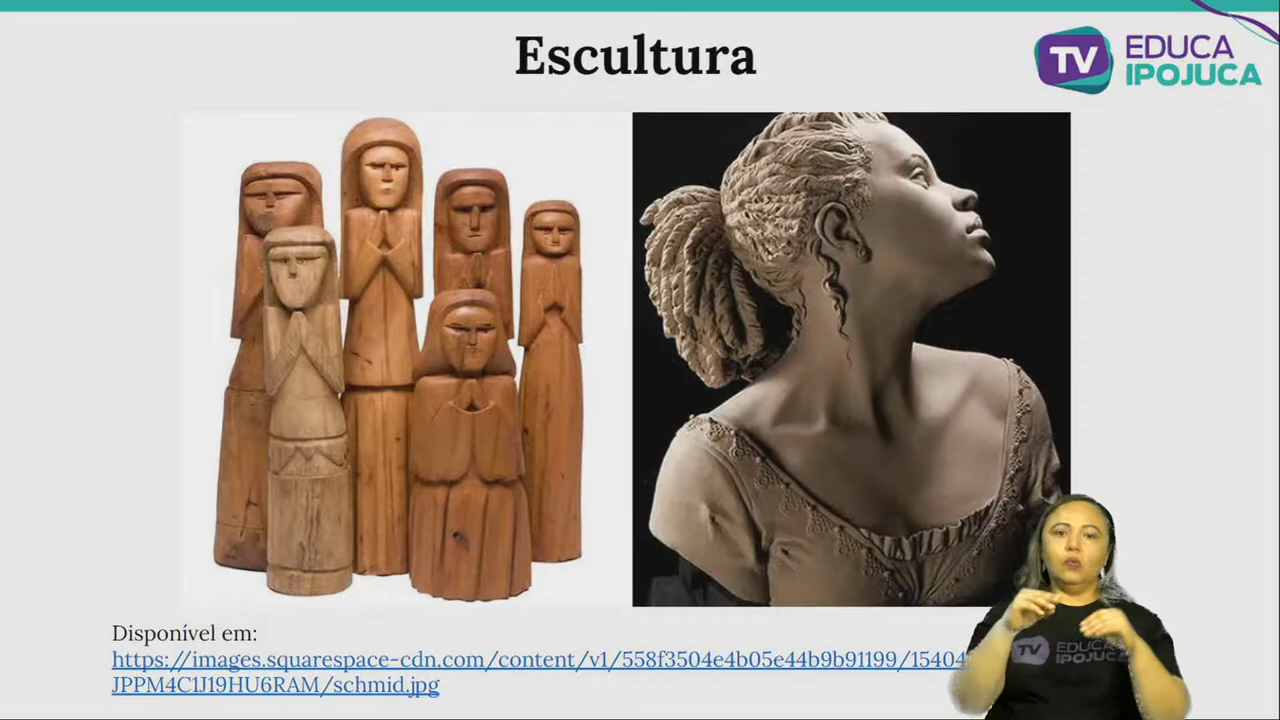 Escultura
TV EDUCA
IPOJUCA
Disponível em:
https://images.squarespace-cdn.com/content/v1/558f3504e4b05e44b9b91199/15404
JPPM4C1J19HU6RAM/schmid.jpg
TV EDUCA
IPOJUCA